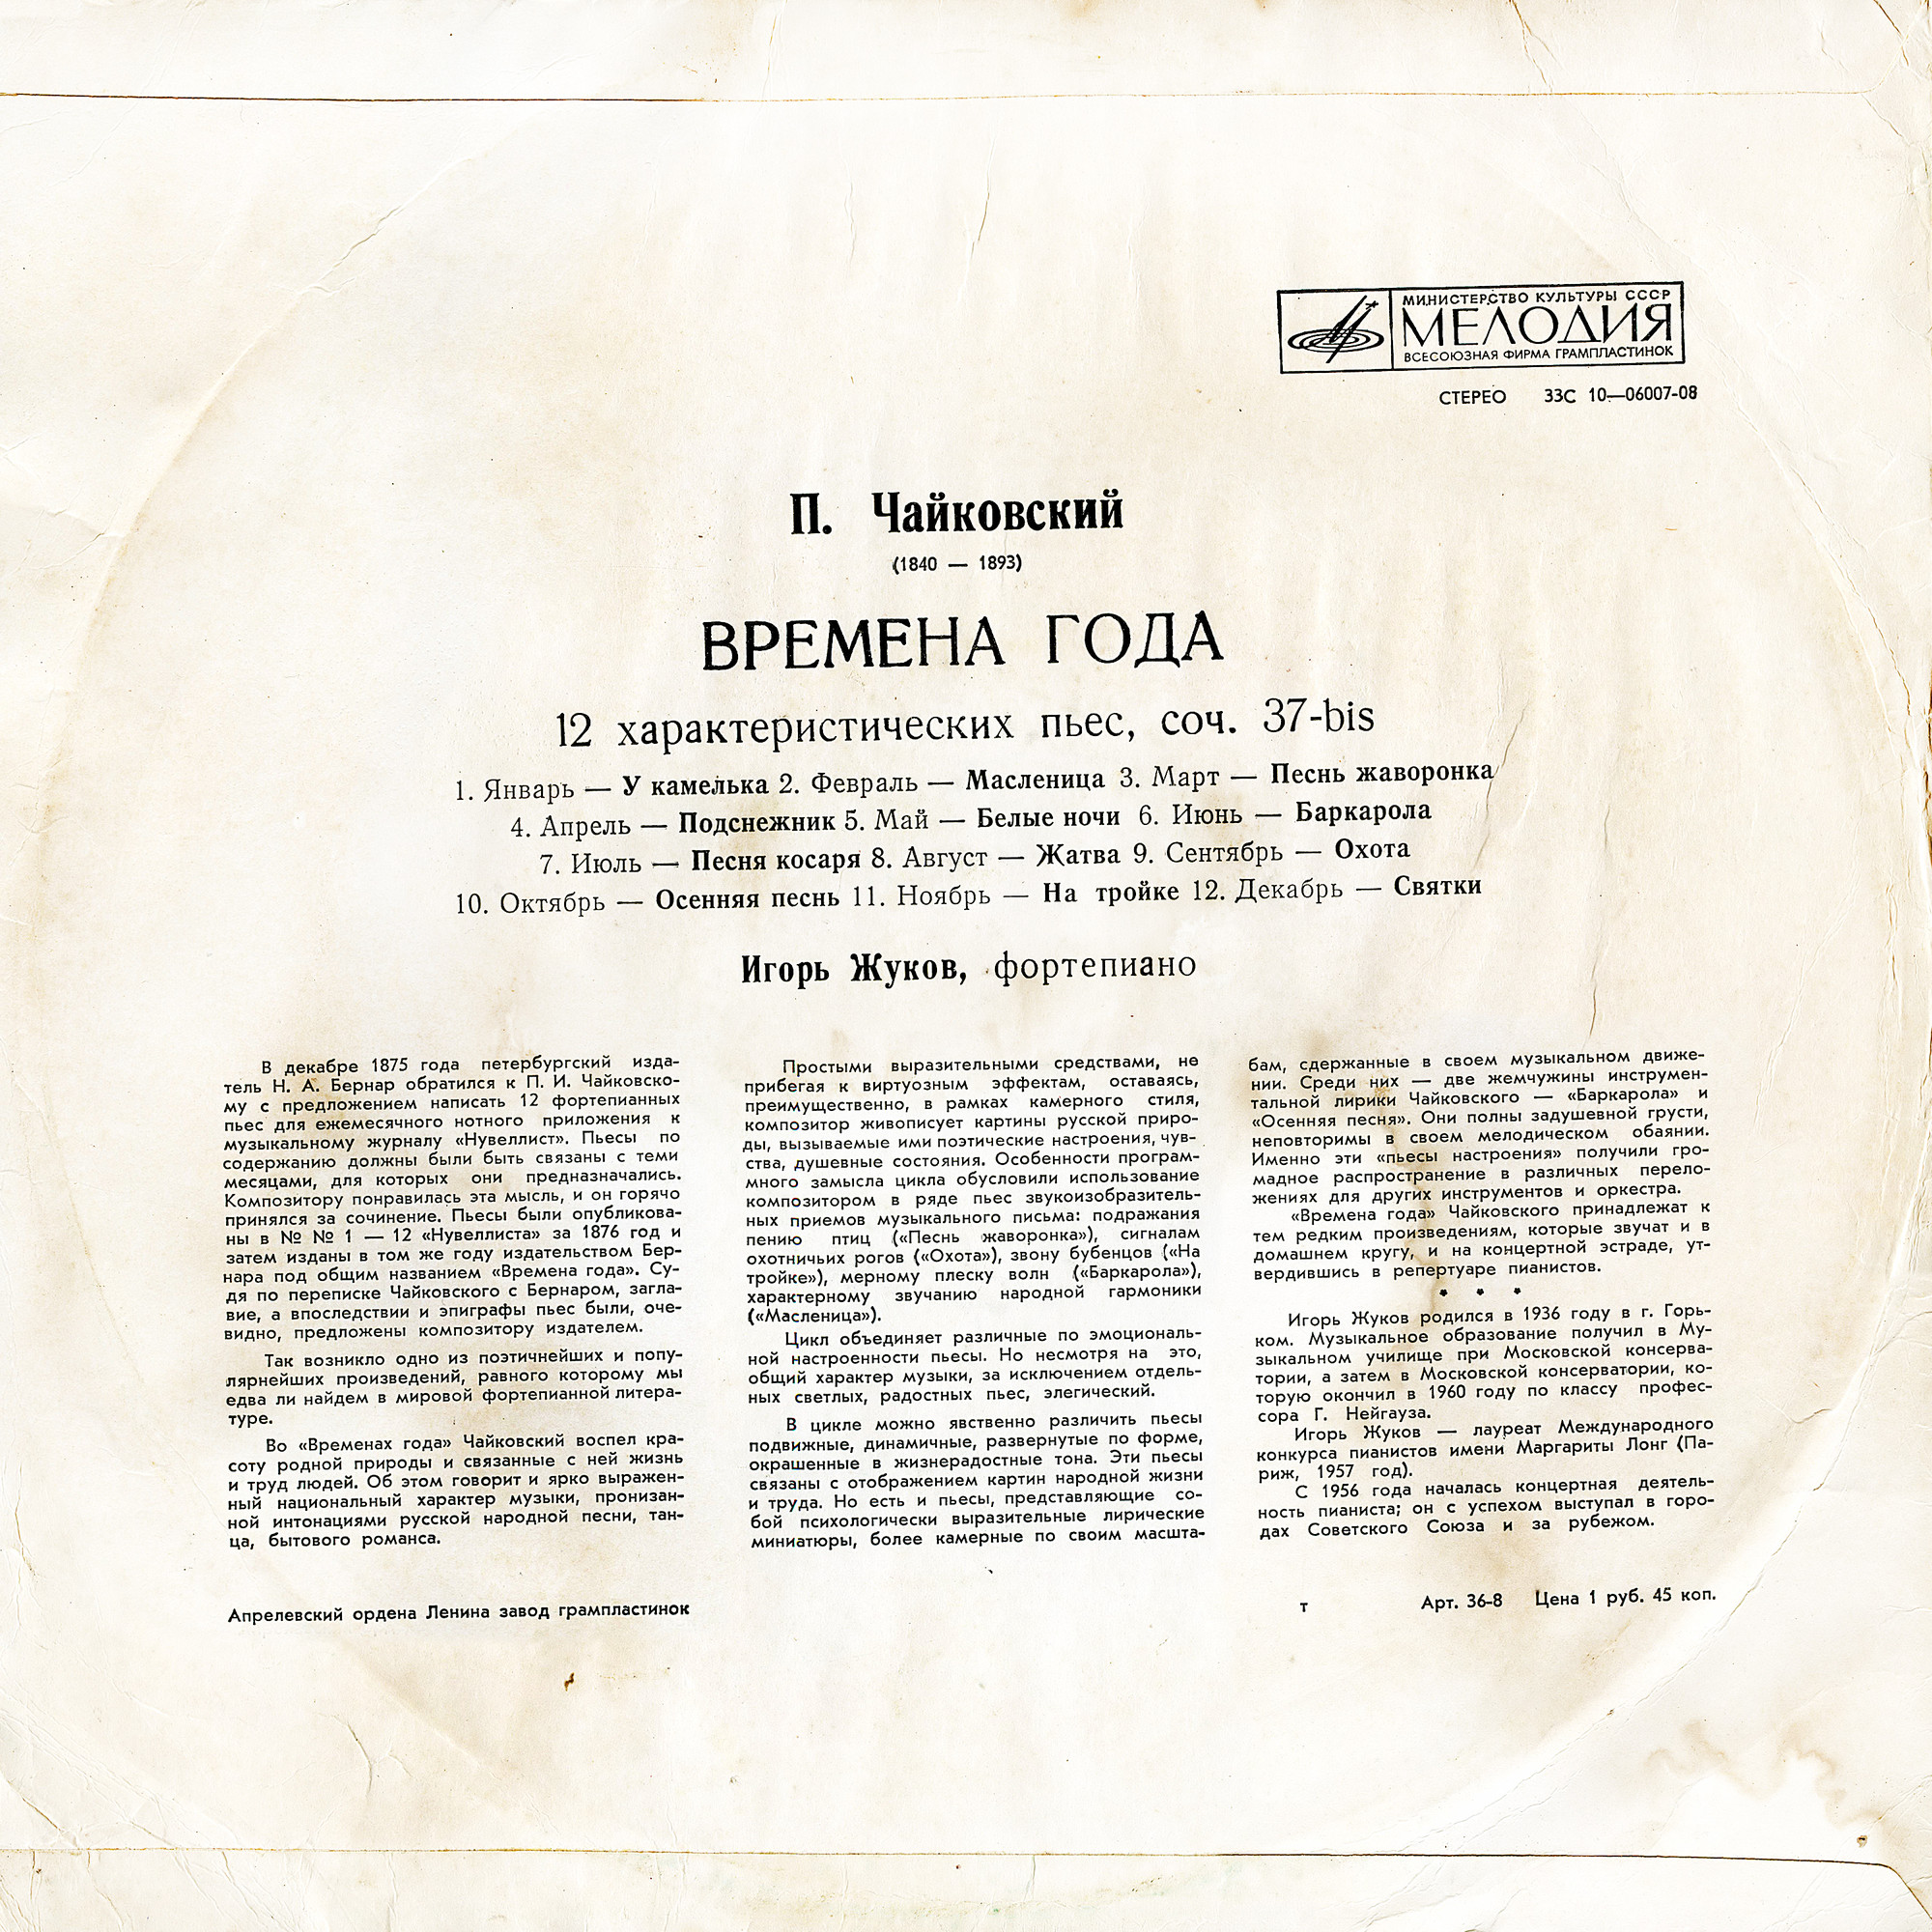 МИНИСТЕРСТВО КУЛЬТУРЫ СССР
МЕЛОДИЯ
ВСЕСОЮЗНАЯ ФИРМА ГРАМПЛАСТИНОК
СТЕРЕО 33С 10—06007-08
П. Чайковский
(1840 — 1893)
ВРЕМЕНА ГОДА
12 характеристических пьес, соч. 37-bis
1. Январь — У камелька 2. Февраль — Масленица 3. Март — Песнь жаворонка
4. Апрель — Подснежник 5. Май — Белые ночи 6. Июнь — Баркарола
7. Июль — Песня косаря 8. Август — Жатва 9. Сентябрь — Охота
10. Октябрь — Осенняя песнь 11. Ноябрь — На тройке 12. Декабрь — Святки
Игорь Жуков, фортепиано
В декабре 1875 года петербургский изда-
тель Н. А. Бернар обратился к П. И. Чайковско-
му с предложением написать 12 фортепианных
пьес для ежемесячного нотного приложения к
музыкальному журналу «Нувеллист». Пьесы по
содержанию должны были быть связаны с теми
месяцами, для которых они предназначались.
Композитору понравилась эта мысль, и он горячо
принялся за сочинение. Пьесы были опубликова-
ны в № № 1 — 12 «Нувеллиста» за 1876 год и
затем изданы в том же году издательством Бер-
нара под общим названием «Времена года». Су-
дя по переписке Чайковского с Бернаром, загла-
вие, а впоследствии и эпиграфы пьес были, оче-
видно, предложены композитору издателем.
Так возникло одно из поэтичнейших и попу-
лярнейших произведений, равного которому мы
едва ли найдем в мировой фортепианной литера-
туре.
Во «Временах года» Чайковский воспел кра-
соту родной природы и связанные с ней жизнь
и труд людей. Об этом говорит и ярко выражен-
ный национальный характер музыки, пронизан-
ной интонациями русской народной песни, тан-
ца, бытового романса.
Простыми выразительными средствами, не
прибегая к виртуозным эффектам, оставаясь,
преимущественно, в рамках камерного стиля,
композитор живописует картины русской приро-
ды, вызываемые ими поэтические настроения, чув-
ства, душевные состояния. Особенности програм-
много замысла цикла обусловили использование
композитором в ряде пьес звукоизобразитель-
ных приемов музыкального письма: подражания
пению птиц («Песнь жаворонка»), сигналам
охотничьих рогов («Охота»), звону бубенцов («На
тройке»), мерному плеску волн («Баркарола»),
характерному звучанию народной гармоники
(«Масленица»).
Цикл объединяет различные по эмоциональ-
ной настроенности пьесы. Но несмотря на это,
общий характер музыки, за исключением отдель-
ных светлых, радостных пьес, элегический.
В цикле можно явственно различить пьесы
подвижные, динамичные, развернутые по форме,
окрашенные в жизнерадостные тона. Эти пьесы
связаны с отображением картин народной жизни
и труда. Но есть и пьесы, представляющие со-
бой психологически выразительные лирические
миниатюры, более камерные по своим масшта-
бам, сдержанные в своем музыкальном движе-
нии. Среди них — две жемчужины инструмен-
тальной лирики Чайковского — «Баркарола» и
«Осенняя песня». Они полны задушевной грусти,
неповторимы в своем мелодическом обаянии.
Именно эти «пьесы настроения» получили гро-
мадное распространение в различных перело-
жениях для других инструментов и оркестра.
«Времена года» Чайковского принадлежат к
тем редким произведениям, которые звучат и в
домашнем кругу, и на концертной эстраде, ут-
вердившись в репертуаре пианистов.
• • •
Игорь Жуков родился в 1936 году в г. Горь-
ком. Музыкальное образование получил в Му-
зыкальном училище при Московской консерва-
тории, а затем в Московской консерватории, ко-
торую окончил в 1960 году по классу профес-
сора Г. Нейгауза.
Игорь Жуков — лауреат Международного
конкурса пианистов имени Маргариты Лонг (Па-
риж, 1957 год).
С 1956 года началась концертная деятель-
ность пианиста; он с успехом выступал в горо-
дах Советского Союза и за рубежом.
Апрелевский ордена Ленина завод грампластинок
т Арт. 36-8 Цена 1 руб. 45 коп.